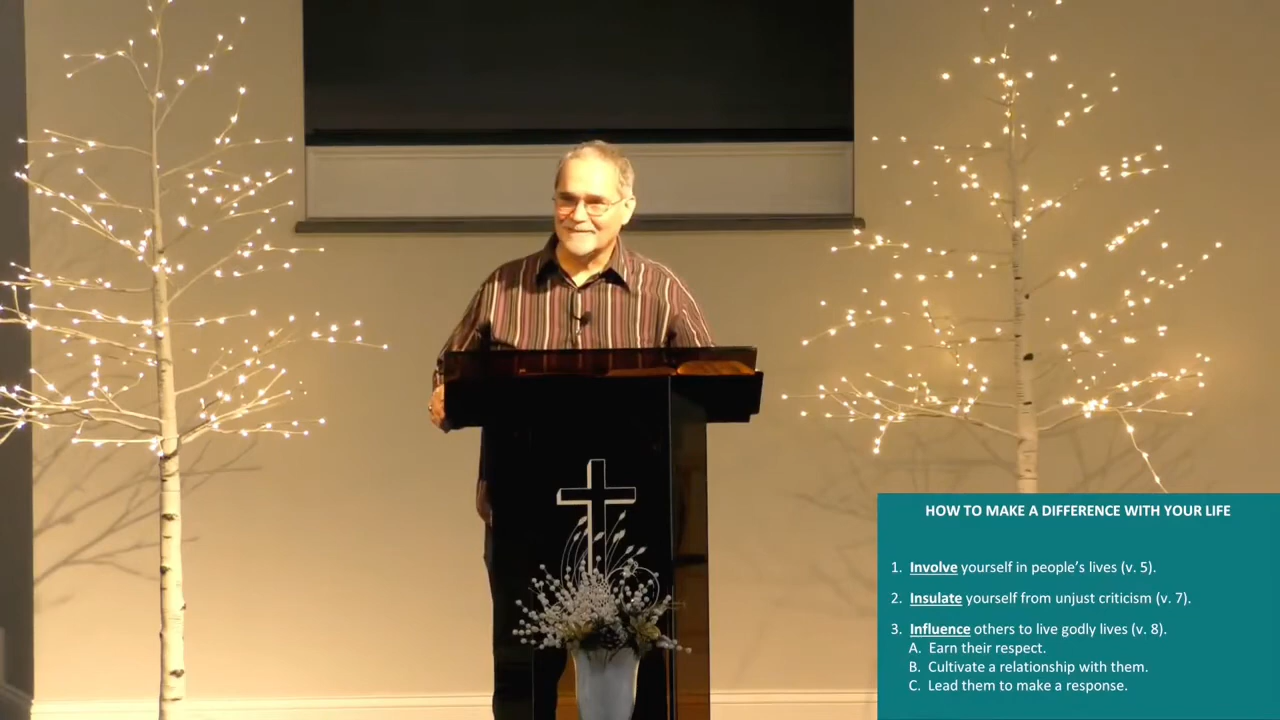 HOW TO MAKE A DIFFERENCE WITH YOUR LIFE
1. Involve yourself in people's lives (v. 5).
2. Insulate yourself from unjust criticism (v. 7).
3. Influence others to live godly lives (v. 8).
A. Earn their respect.
B. Cultivate a relationship with them.
C. Lead them to make a response.